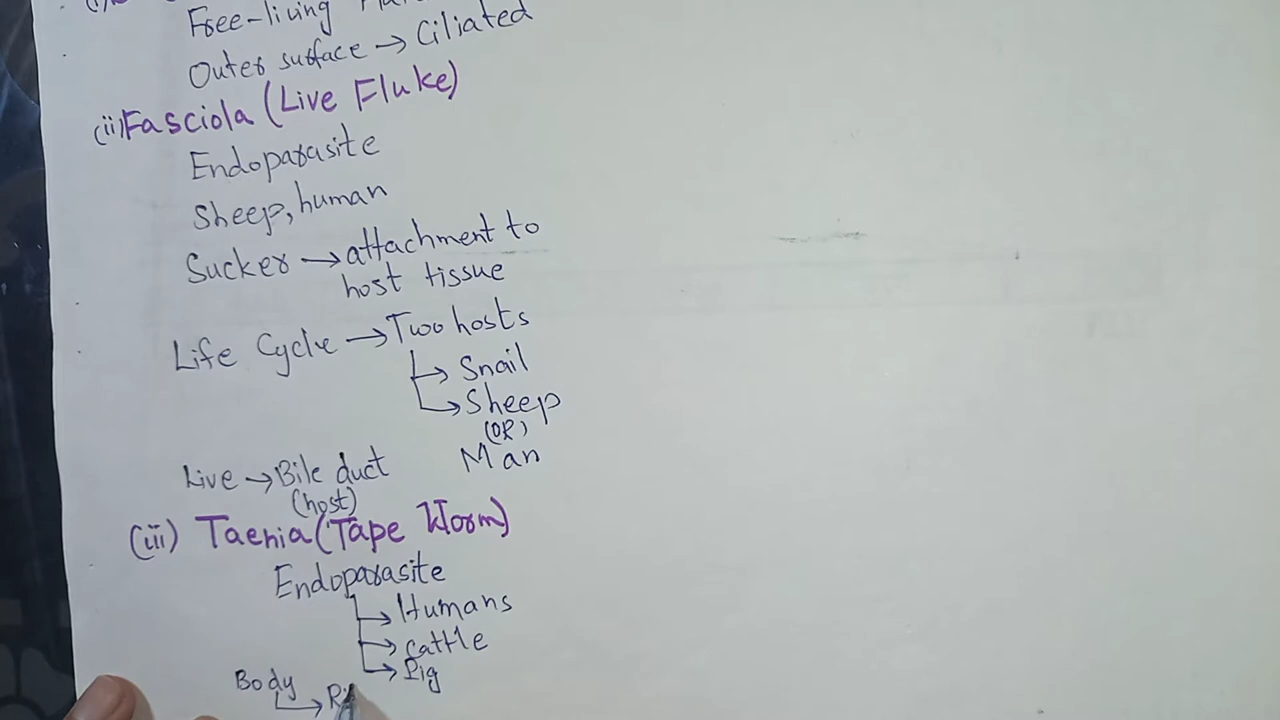 Free-living
Outer surface → Ciliated
(ii) Fasciola (Live Fluke)
Endoparasite
Sheep, human
Sucker → attachment to
host tissue
Life Cycle → Two hosts
→ Snail
→ Sheep
(OR)
Man
Live → Bile duct
(host)
(iii) Taenia (Tape Worm)
Endoparasite
→ Humans
→ cattle
→ Pig
Body
→